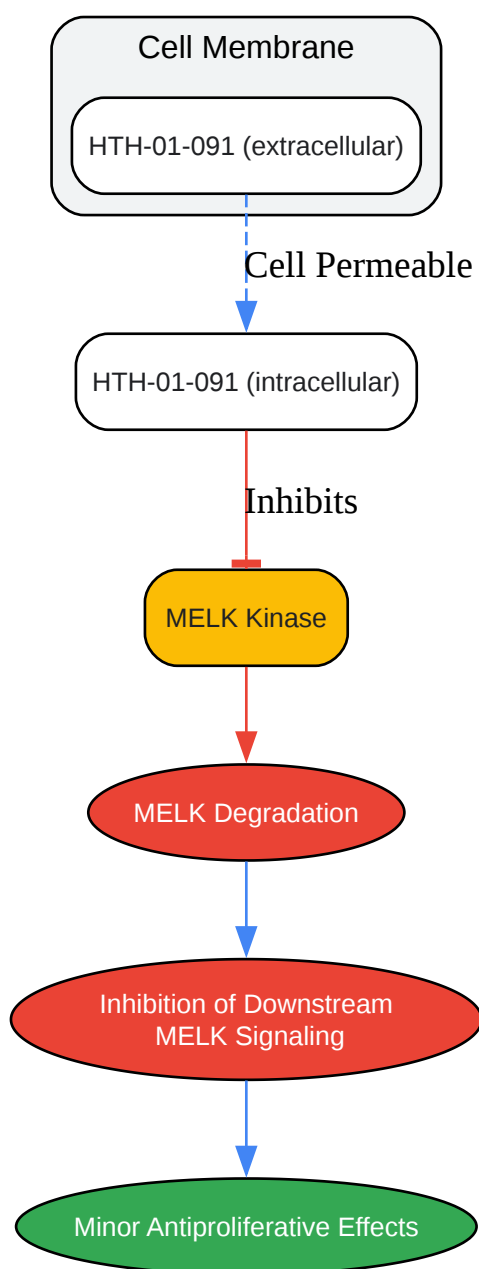 Cell Membrane
HTH-01-091 (extracellular)
Cell Permeable
HTH-01-091 (intracellular)
Inhibits
MELK Kinase
MELK Degradation
Inhibition of Downstream
MELK Signaling
Minor Antiproliferative Effects